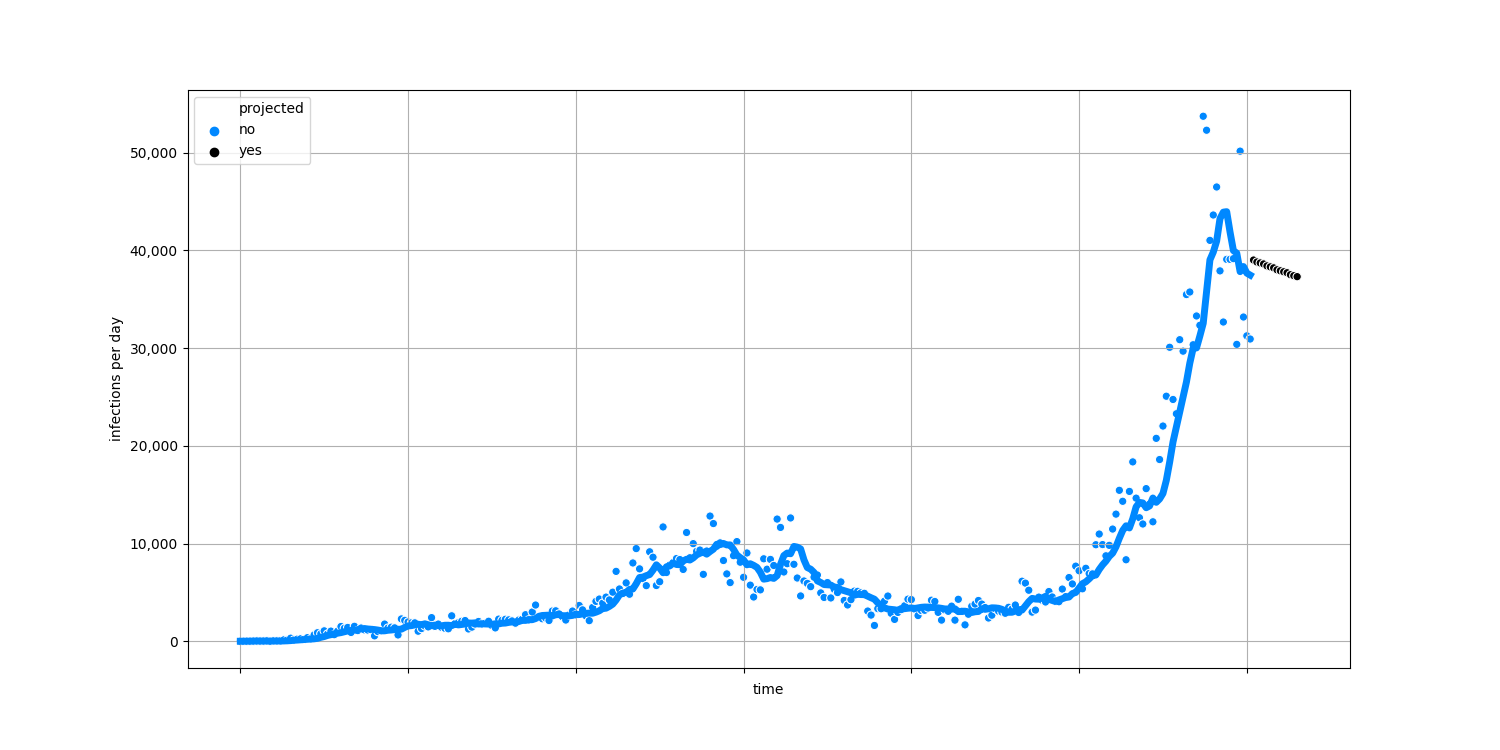 projected
no
yes
50,000
40,000
30,000
20,000
10,000
0
infections per day
time